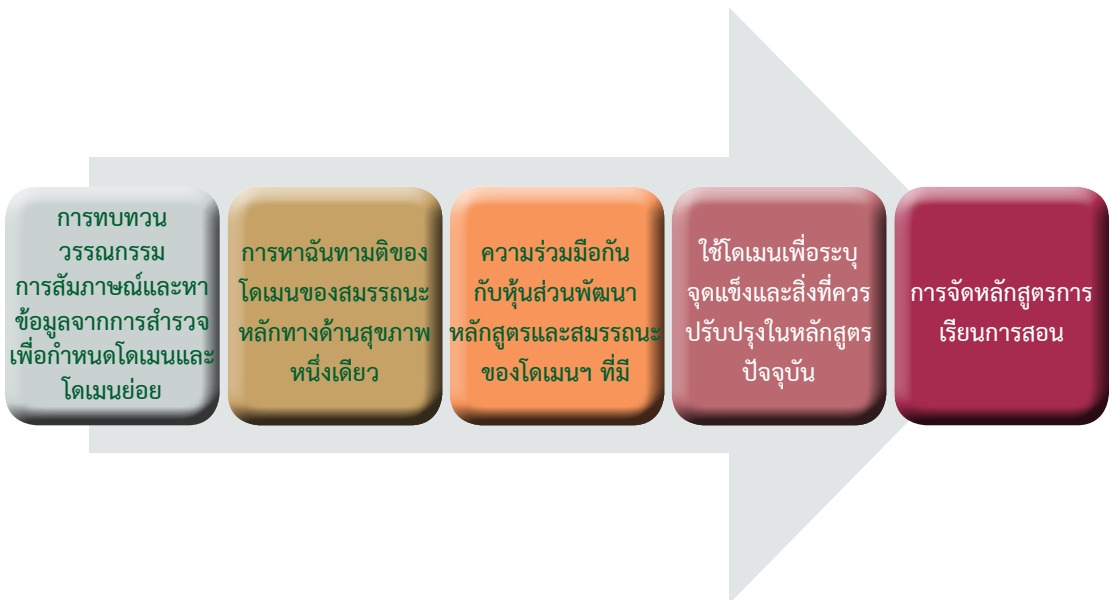 การทบทวน
วรรณกรรม
การสัมภาษณ์และหา
ข้อมูลจากการสำรวจ
เพื่อกำหนดโดเมนและ
โดเมนย่อย
การหาฉันทามติของ
โดเมนของสมรรถนะ
หลักทางด้านสุขภาพ
หนึ่งเดียว
ความร่วมมือกัน
กับหุ้นส่วนพัฒนา
หลักสูตรและสมรรถนะ
ของโดเมนฯ ที่มี
ใช้โดเมนเพื่อระบุ
จุดแข็งและสิ่งที่ควร
ปรับปรุงในหลักสูตร
ปัจจุบัน
การจัดหลักสูตรการ
เรียนการสอน